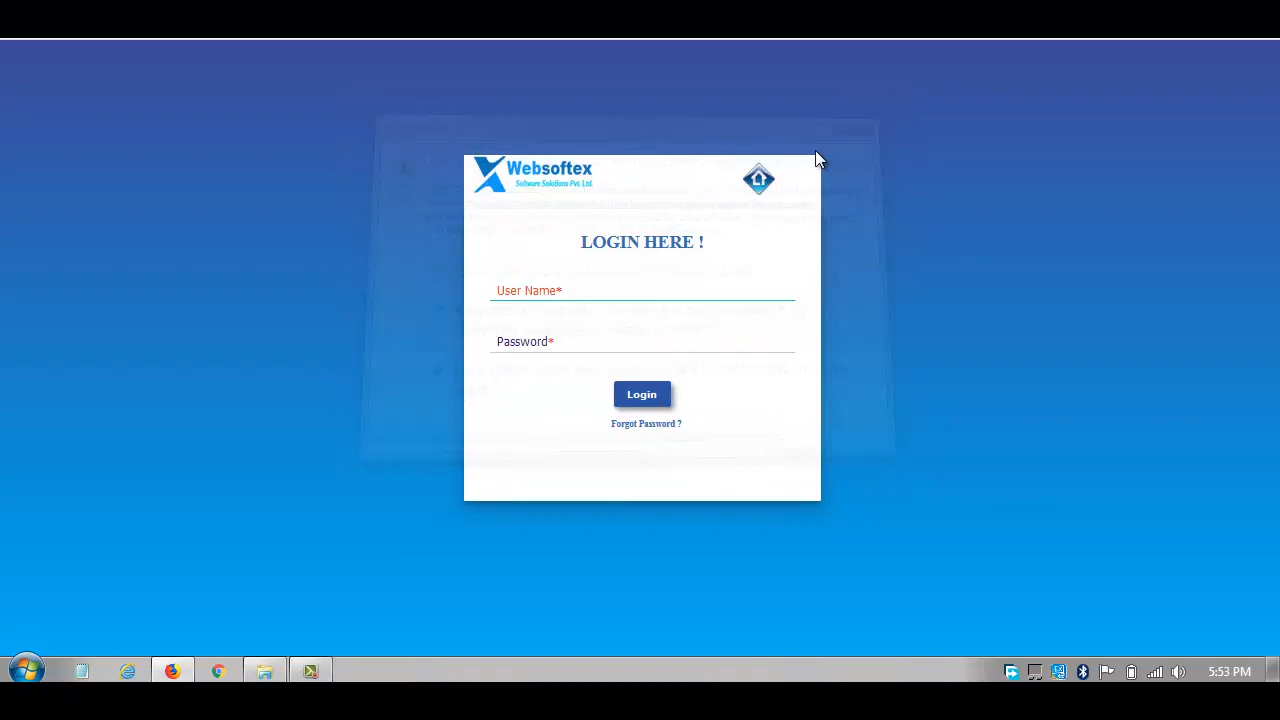 Websoftex
Software Solutions Pvt. Ltd.
LOGIN HERE !
User Name*
Password*
Login
Forgot Password ?
5:53 PM